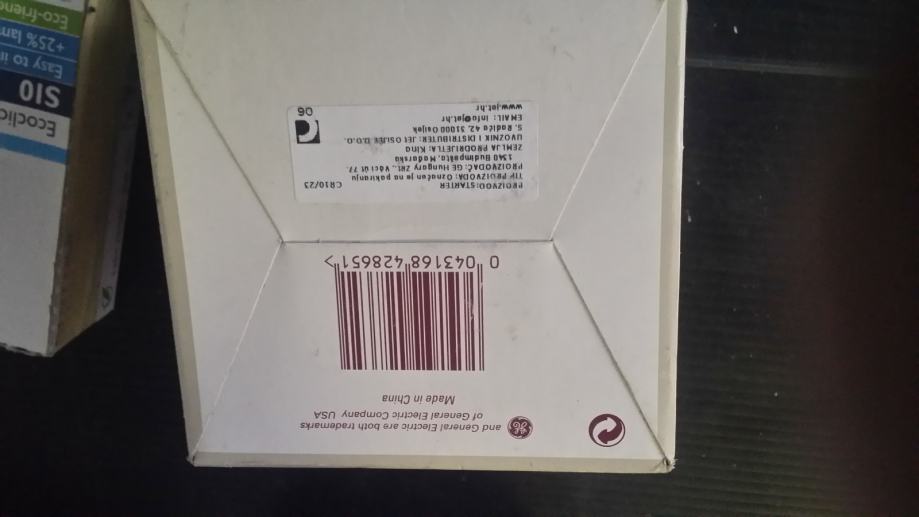 and General Electric are both trademarks
of General Electric Company USA
Made in China
0 043168 428651 >
PROIZVOD: STARTER
CR10/23
TIP PROIZVODA: Označen je na pakiranju
PROIZVOĐAČ: GE Hungary ZRt., Váci út 77.
1340 Budimpešta, Mađarska
ZEMLJA PODRIJETLA: Kina
UVOZNIK I DISTRIBUTER: JET OSIJEK D.O.O.
S. Radića 42, 31000 Osijek
EMAIL: info@jet.hr
www.jet.hr
06
Ecoclic
S10
Easy to in
+25% lam
Eco-frien